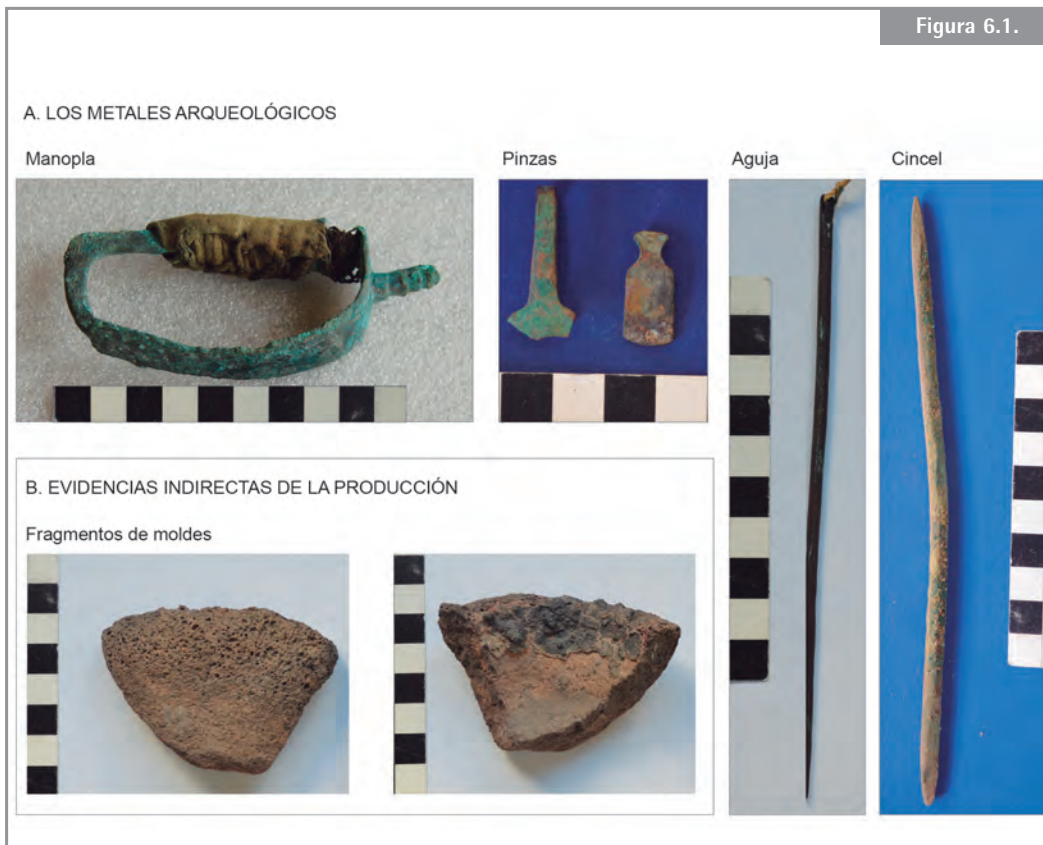 Figura 6.1.
A. LOS METALES ARQUEOLÓGICOS
Manopla
Pinzas
Aguja
Cincel
B. EVIDENCIAS INDIRECTAS DE LA PRODUCCIÓN
Fragmentos de moldes